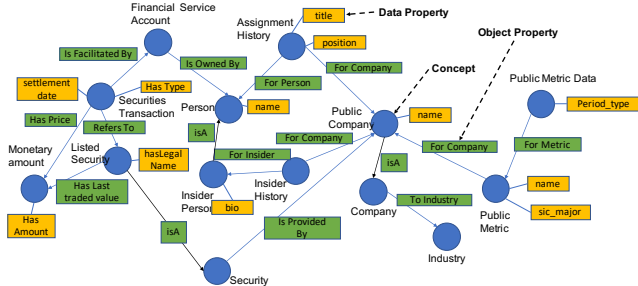 Financial Service
Account
Assignment
History
title
Data Property
position
Object Property
Is Facilitated By
Is Owned By
For Person
For Company
Concept
Public Metric Data
settlement
date
Has Type
Securities
Transaction
Person
name
Public
Company
name
Period_type
Has Price
Refers To
isA
For Company
For Company
For Metric
Monetary
amount
Listed
Security
hasLegal
Name
For Insider
isA
Has Last
traded value
Insider
Person
bio
Insider
History
Company
To Industry
name
Public
Metric
sic_major
Has
Amount
isA
Is Provided
By
Industry
Security